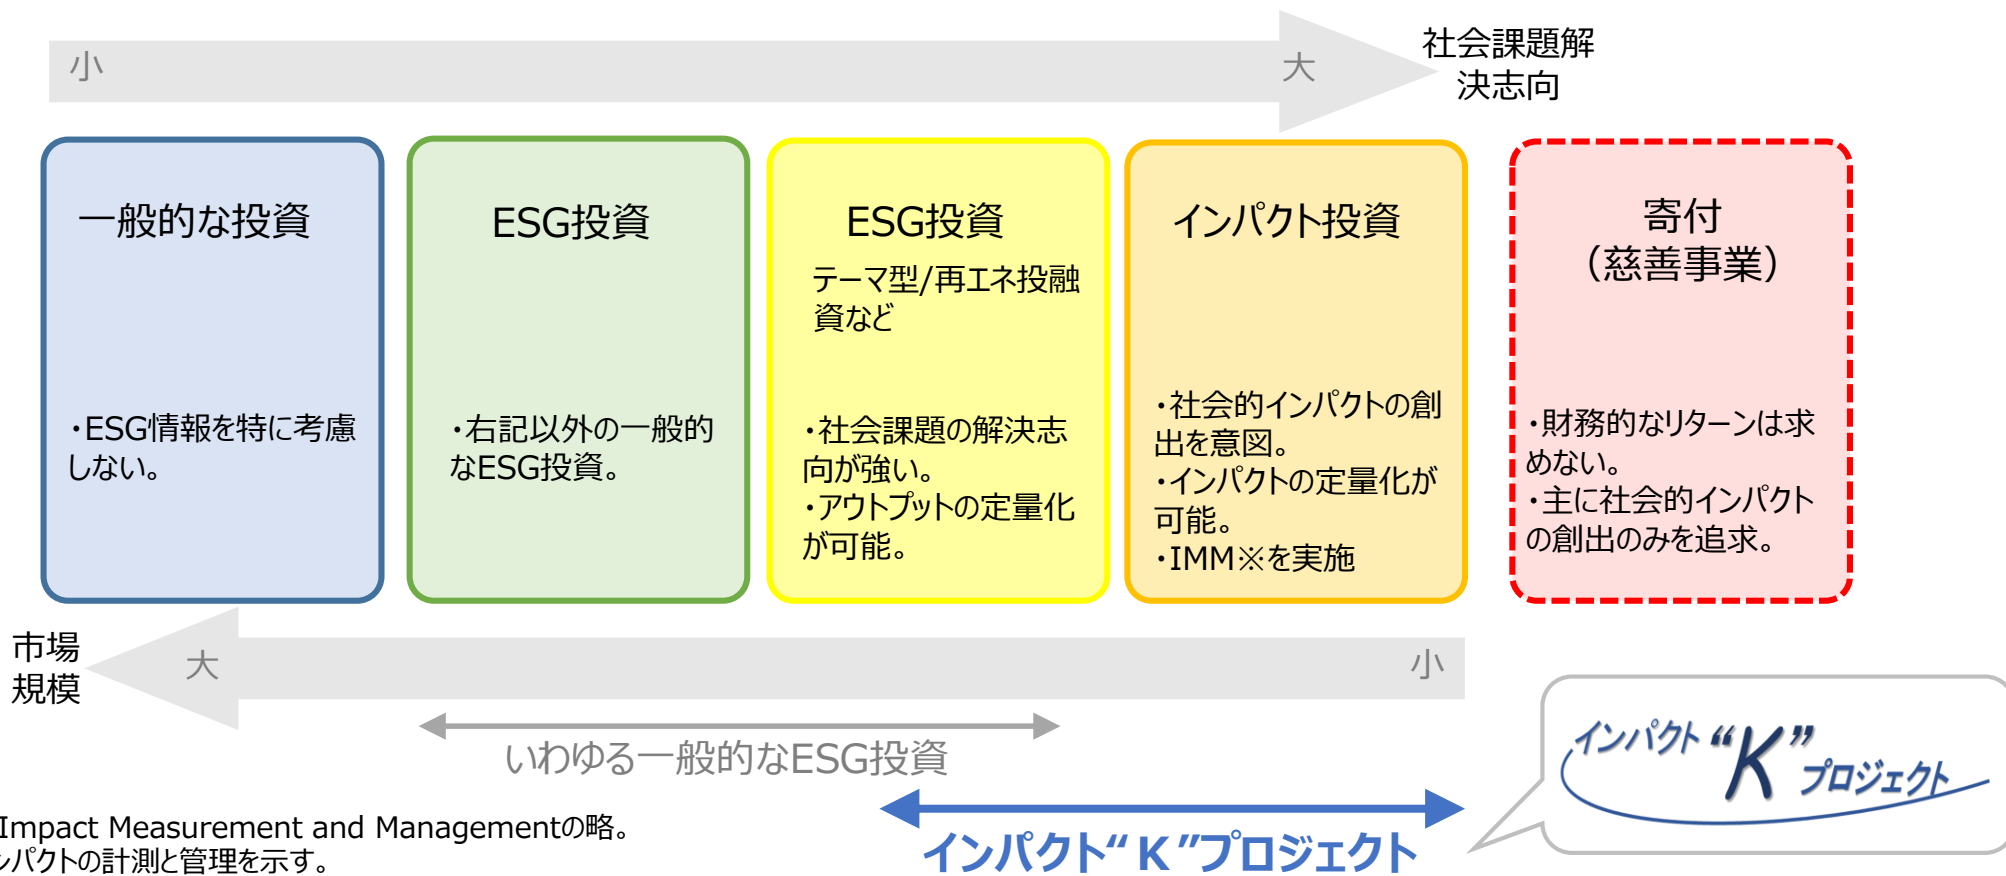 小
大
社会課題解
決志向
一般的な投資
・ESG情報を特に考慮
しない。
ESG投資
・右記以外の一般的
なESG投資。
ESG投資
テーマ型/再エネ投融
資など
・社会課題の解決志
向が強い。
・アウトプットの定量化
が可能。
インパクト投資
・社会的インパクトの創
出を意図。
・インパクトの定量化が
可能。
・IMM※を実施
寄付
（慈善事業）
・財務的なリターンは求
めない。
・主に社会的インパクト
の創出のみを追求。
市場
規模
大
小
いわゆる一般的なESG投資
インパクト“K”プロジェクト
インパクト“K”
プロジェクト
Impact Measurement and Managementの略。
ンパクトの計測と管理を示す。